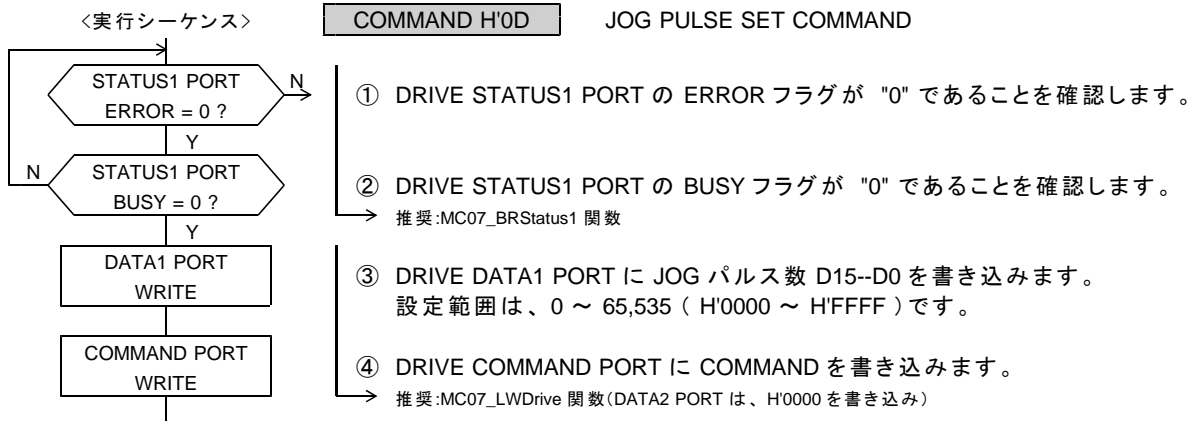 <実行シーケンス>
COMMAND H'0D
JOG PULSE SET COMMAND
STATUS1 PORT
ERROR = 0 ?
N
Y
① DRIVE STATUS1 PORT の ERROR フラグが "0" であることを確認します。
N
STATUS1 PORT
BUSY = 0 ?
Y
② DRIVE STATUS1 PORT の BUSY フラグが "0" であることを確認します。
推奨:MC07_BRStatus1 関数
DATA1 PORT
WRITE
③ DRIVE DATA1 PORT に JOG パルス数 D15--D0 を書き込みます。
設定範囲は、0 ～ 65,535 ( H'0000 ～ H'FFFF ) です。
COMMAND PORT
WRITE
④ DRIVE COMMAND PORT に COMMAND を書き込みます。
推奨:MC07_LWDrive 関数(DATA2 PORT は、H'0000 を書き込み)